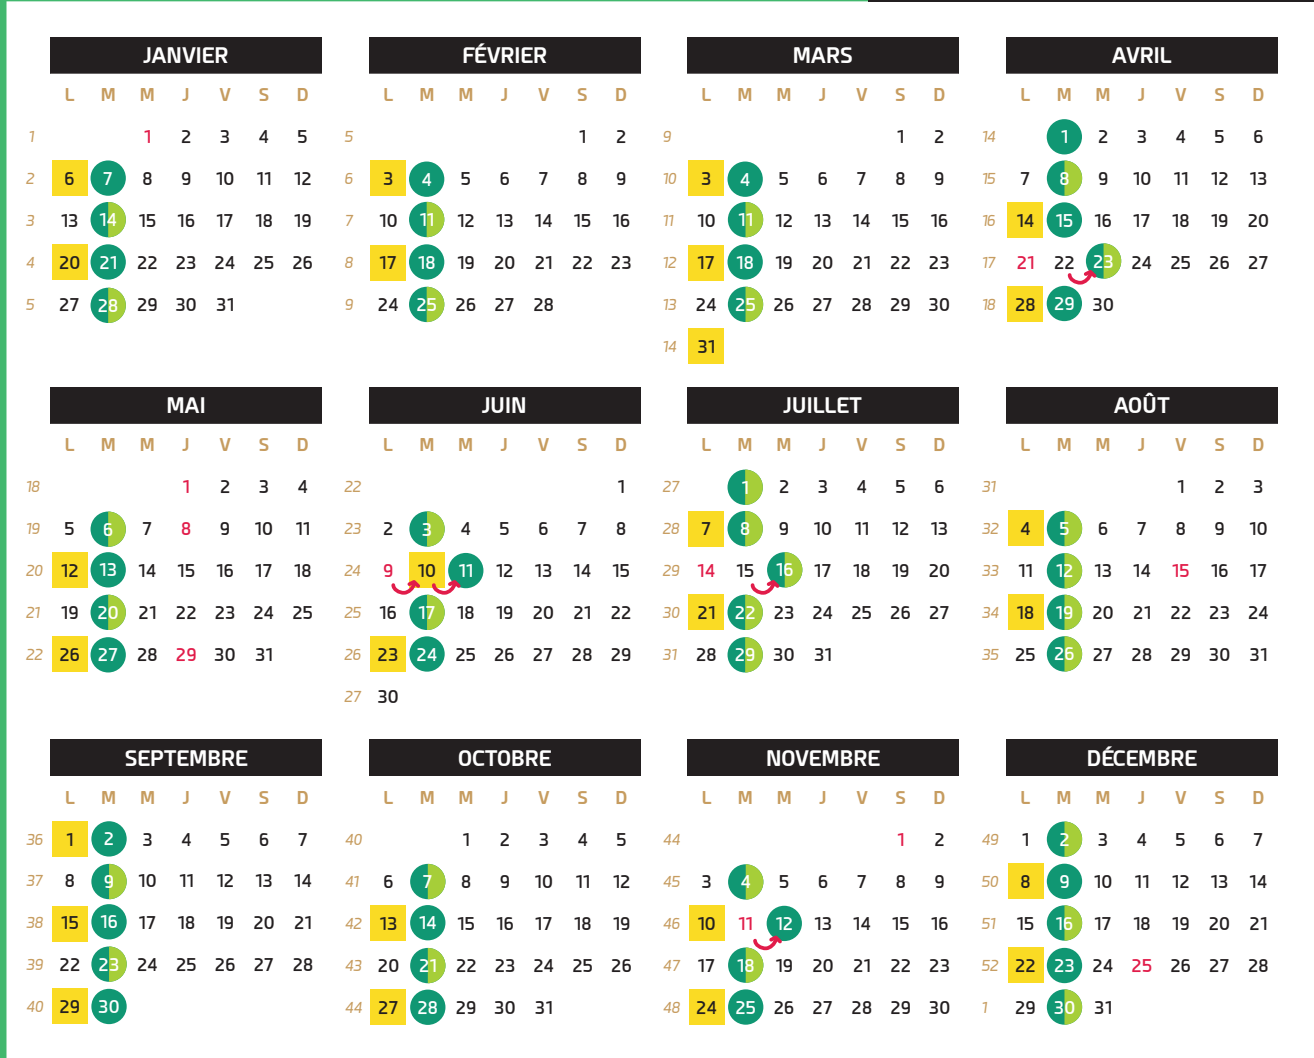 JANVIER
L M M J V S D
1 1 2 3 4 5
2 6 7 8 9 10 11 12
3 13 14 15 16 17 18 19
4 20 21 22 23 24 25 26
5 27 28 29 30 31
FÉVRIER
L M M J V S D
5 1 2
6 3 4 5 6 7 8 9
7 10 11 12 13 14 15 16
8 17 18 19 20 21 22 23
9 24 25 26 27 28
MARS
L M M J V S D
9 1 2
10 3 4 5 6 7 8 9
11 10 11 12 13 14 15 16
12 17 18 19 20 21 22 23
13 24 25 26 27 28 29 30
14 31
AVRIL
L M M J V S D
14 1 2 3 4 5 6
15 7 8 9 10 11 12 13
16 14 15 16 17 18 19 20
17 21 22 23 24 25 26 27
18 28 29 30
MAI
L M M J V S D
18 1 2 3 4
19 5 6 7 8 9 10 11
20 12 13 14 15 16 17 18
21 19 20 21 22 23 24 25
22 26 27 28 29 30 31
JUIN
L M M J V S D
22 1
23 2 3 4 5 6 7 8
24 9 10 11 12 13 14 15
25 16 17 18 19 20 21 22
26 23 24 25 26 27 28 29
27 30
JUILLET
L M M J V S D
27 1 2 3 4 5 6
28 7 8 9 10 11 12 13
29 14 15 16 17 18 19 20
30 21 22 23 24 25 26 27
31 28 29 30 31
AOÛT
L M M J V S D
31 1 2 3
32 4 5 6 7 8 9 10
33 11 12 13 14 15 16 17
34 18 19 20 21 22 23 24
35 25 26 27 28 29 30 31
SEPTEMBRE
L M M J V S D
36 1 2 3 4 5 6 7
37 8 9 10 11 12 13 14
38 15 16 17 18 19 20 21
39 22 23 24 25 26 27 28
40 29 30
OCTOBRE
L M M J V S D
40 1 2 3 4 5
41 6 7 8 9 10 11 12
42 13 14 15 16 17 18 19
43 20 21 22 23 24 25 26
44 27 28 29 30 31
NOVEMBRE
L M M J V S D
44 1 2
45 3 4 5 6 7 8 9
46 10 11 12 13 14 15 16
47 17 18 19 20 21 22 23
48 24 25 26 27 28 29 30
DÉCEMBRE
L M M J V S D
49 1 2 3 4 5 6 7
50 8 9 10 11 12 13 14
51 15 16 17 18 19 20 21
52 22 23 24 25 26 27 28
1 29 30 31